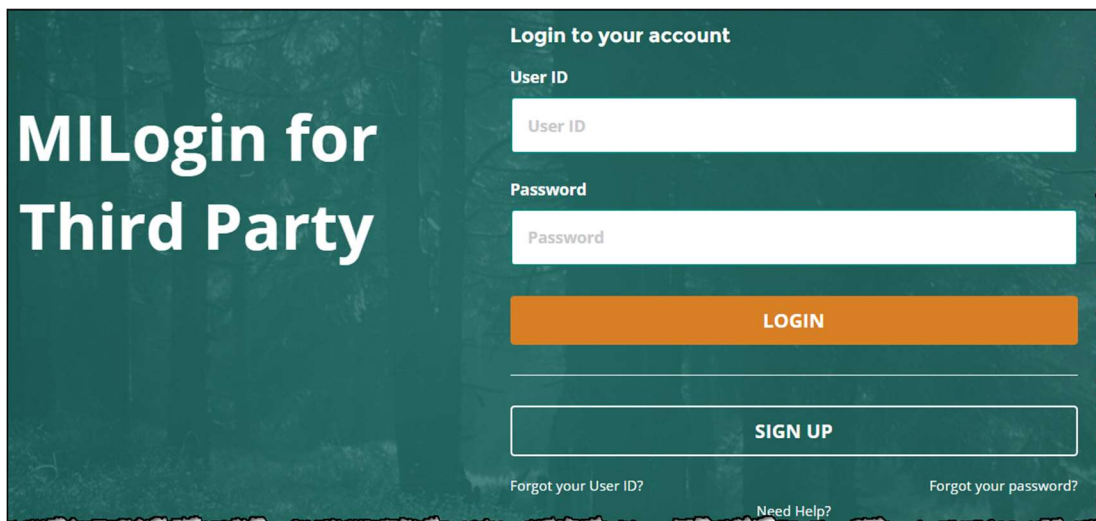 MILogin for
Third Party
Login to your account
User ID
User ID
Password
Password
LOGIN
SIGN UP
Forgot your User ID?
Forgot your password?
Need Help?